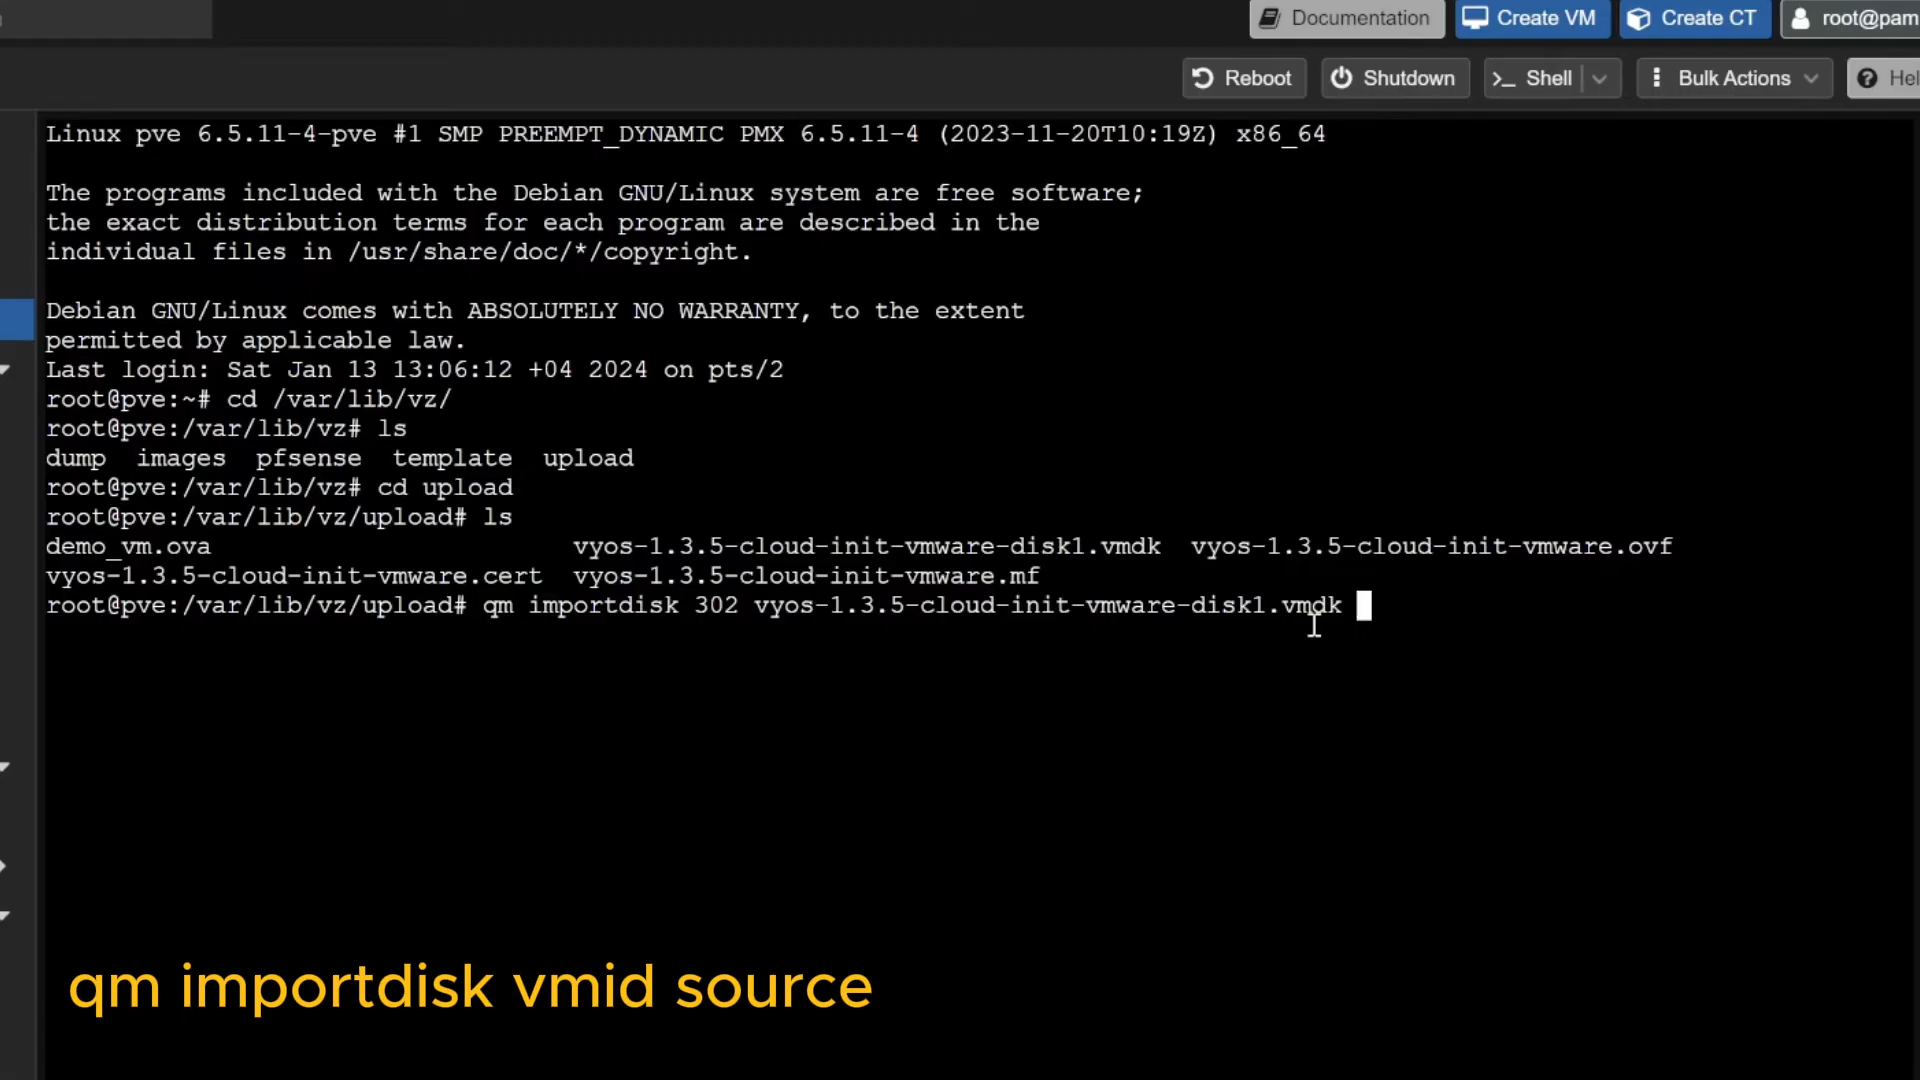 Documentation Create VM Create CT root@pam
Reboot Shutdown >_ Shell Bulk Actions Hel
Linux pve 6.5.11-4-pve #1 SMP PREEMPT_DYNAMIC PMX 6.5.11-4 (2023-11-20T10:19Z) x86_64
The programs included with the Debian GNU/Linux system are free software;
the exact distribution terms for each program are described in the
individual files in /usr/share/doc/*/copyright.
Debian GNU/Linux comes with ABSOLUTELY NO WARRANTY, to the extent
permitted by applicable law.
Last login: Sat Jan 13 13:06:12 +04 2024 on pts/2
root@pve:~# cd /var/lib/vz/
root@pve:/var/lib/vz# ls
dump  images  pfsense  template  upload
root@pve:/var/lib/vz# cd upload
root@pve:/var/lib/vz/upload# ls
demo_vm.ova  vyos-1.3.5-cloud-init-vmware-disk1.vmdk  vyos-1.3.5-cloud-init-vmware.ovf
vyos-1.3.5-cloud-init-vmware.cert  vyos-1.3.5-cloud-init-vmware.mf
root@pve:/var/lib/vz/upload# qm importdisk 302 vyos-1.3.5-cloud-init-vmware-disk1.vmdk
qm importdisk vmid source